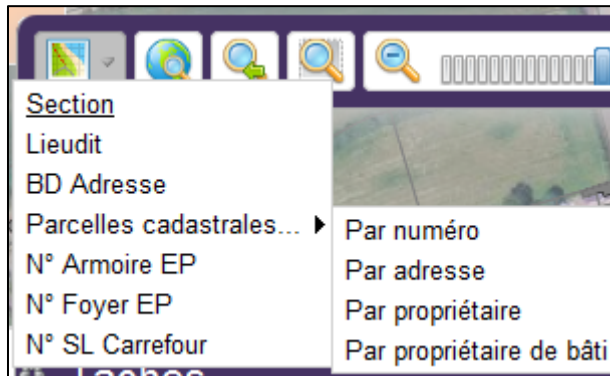 Section
Lieudit
BD Adresse
Parcelles cadastrales...
N° Armoire EP
N° Foyer EP
N° SL Carrefour
Par numéro
Par adresse
Par propriétaire
Par propriétaire de bâti